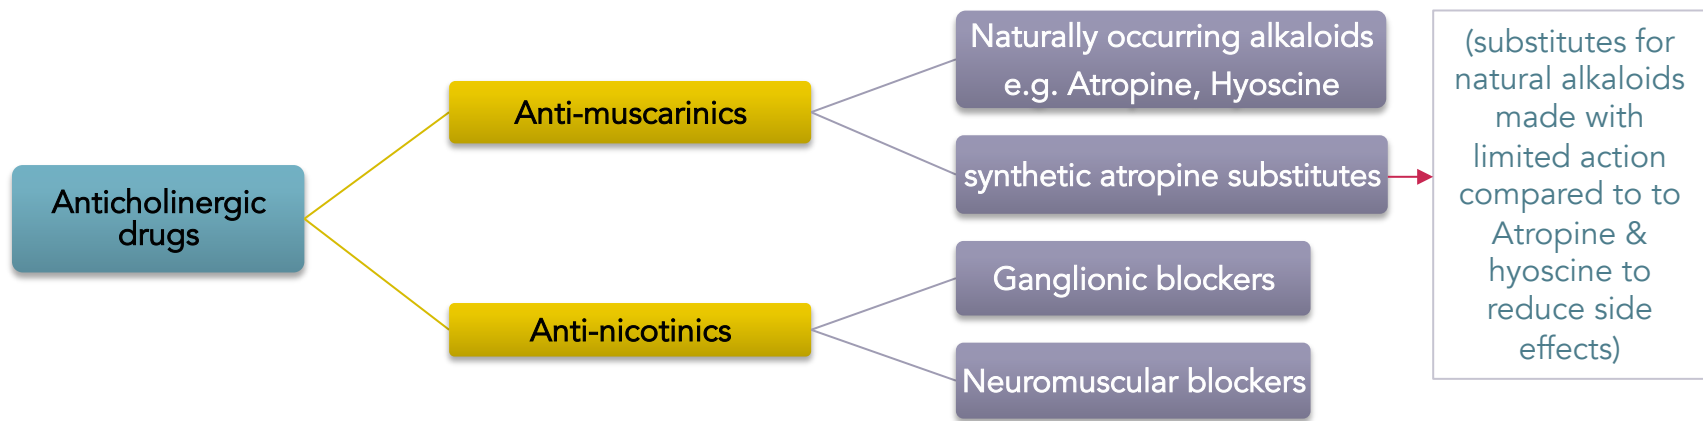 Anticholinergic
drugs
Anti-muscarinics
Anti-nicotinics
Naturally occurring alkaloids
e.g. Atropine, Hyoscine
synthetic atropine substitutes
Ganglionic blockers
Neuromuscular blockers
(substitutes for
natural alkaloids
made with
limited action
compared to to
Atropine &
hyoscine to
reduce side
effects)